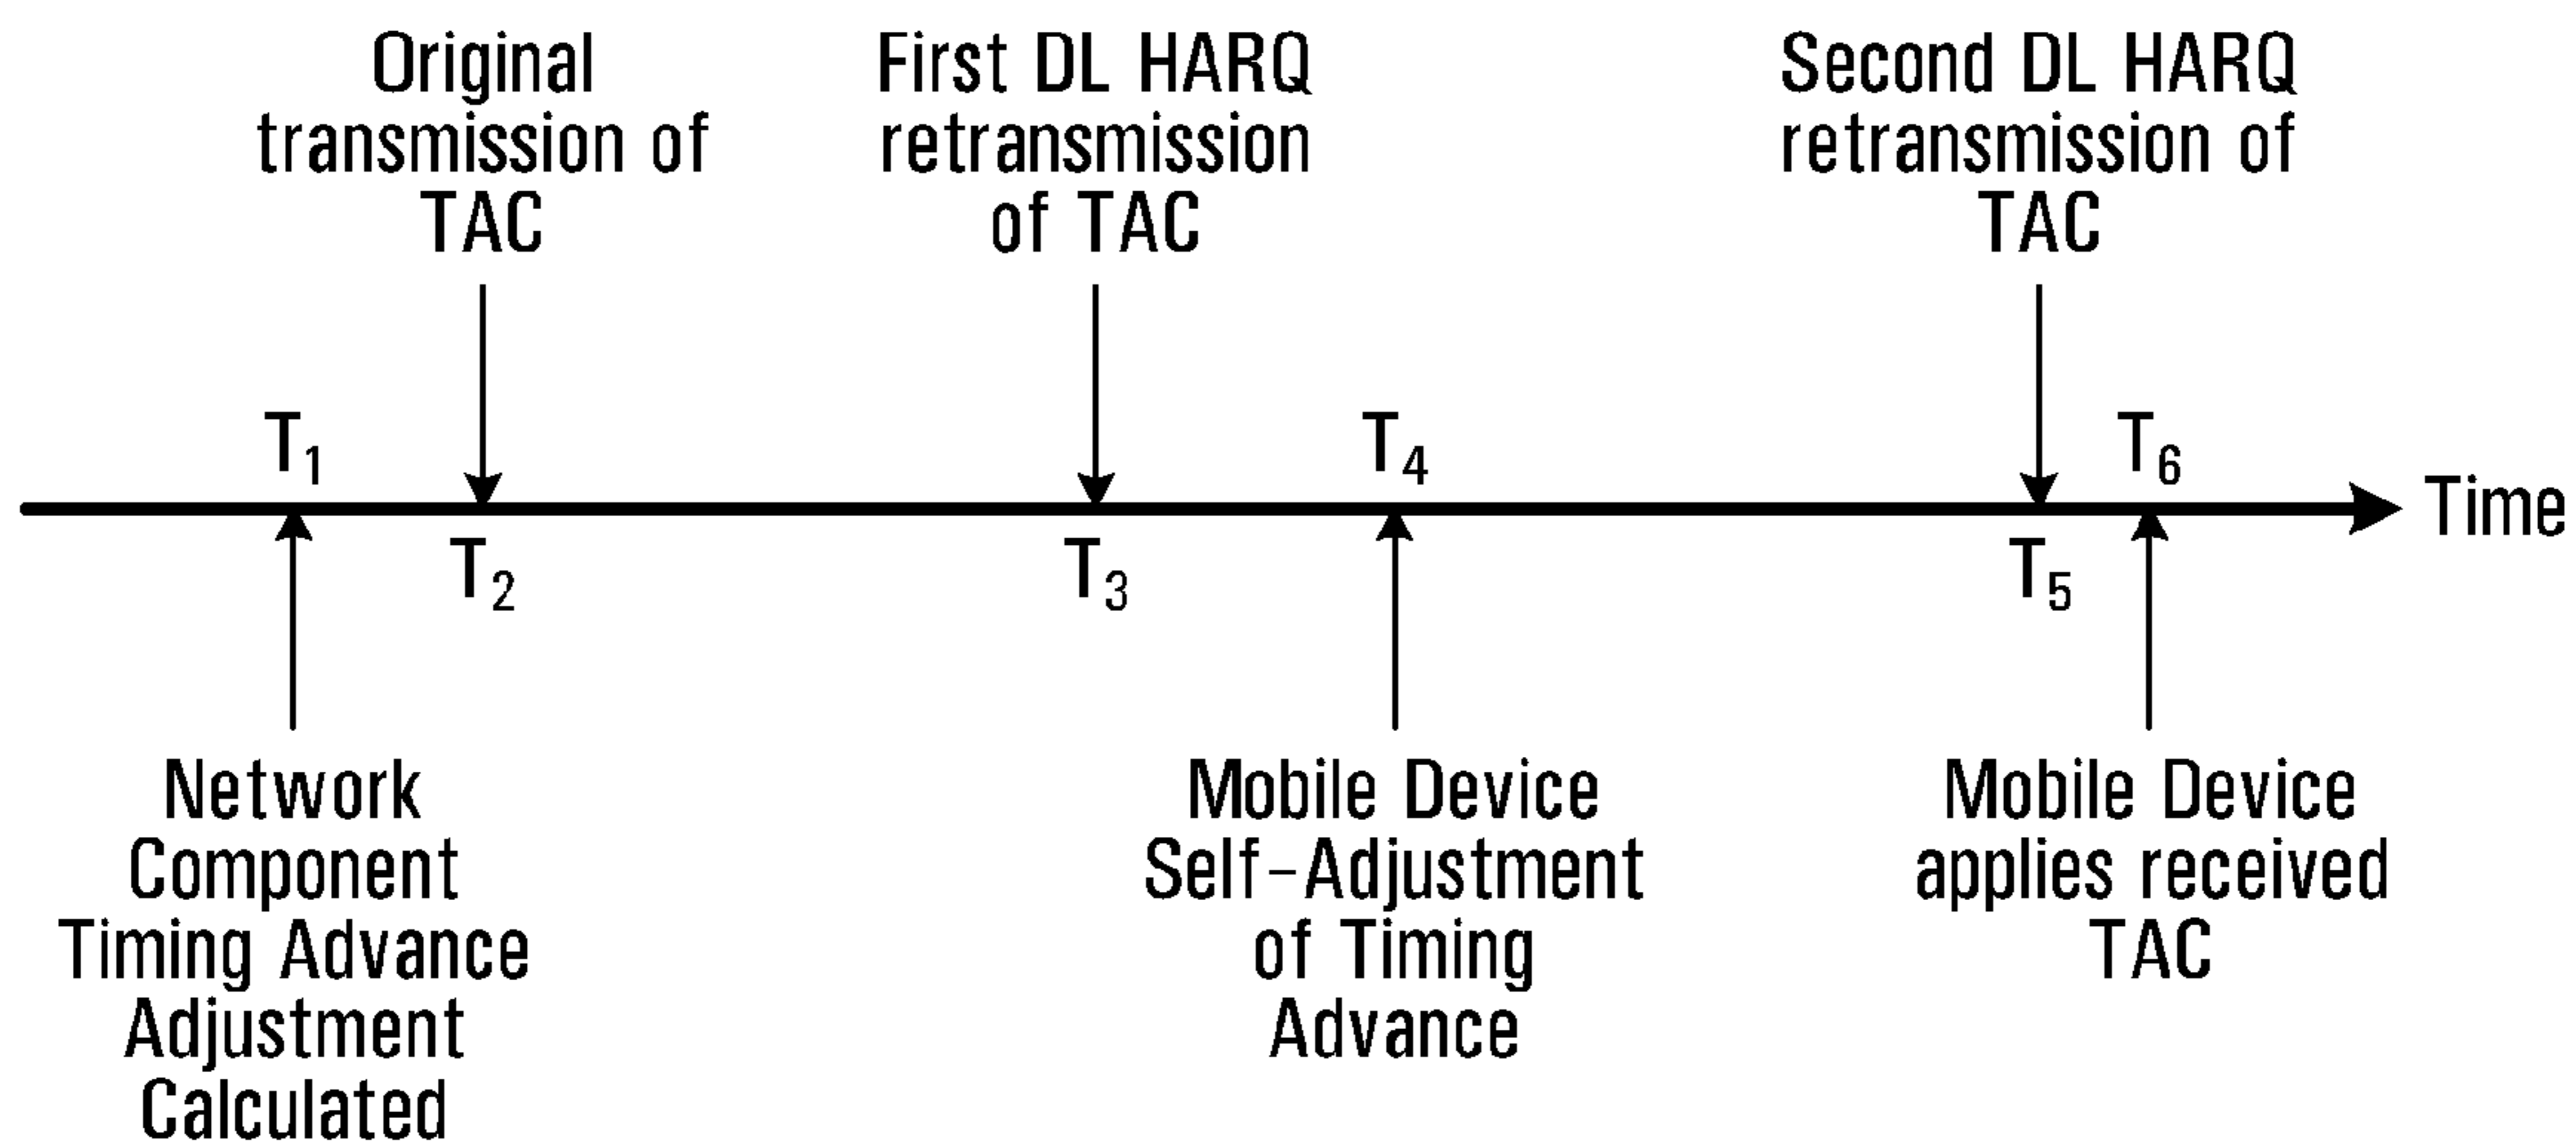 Original
transmission of
TAC
First DL HARQ
retransmission
of TAC
Second DL HARQ
retransmission of
TAC
T1
T4
T6
Time
T2
T3
T5
Network
Component
Timing Advance
Adjustment
Calculated
Mobile Device
Self-Adjustment
of Timing
Advance
Mobile Device
applies received
TAC